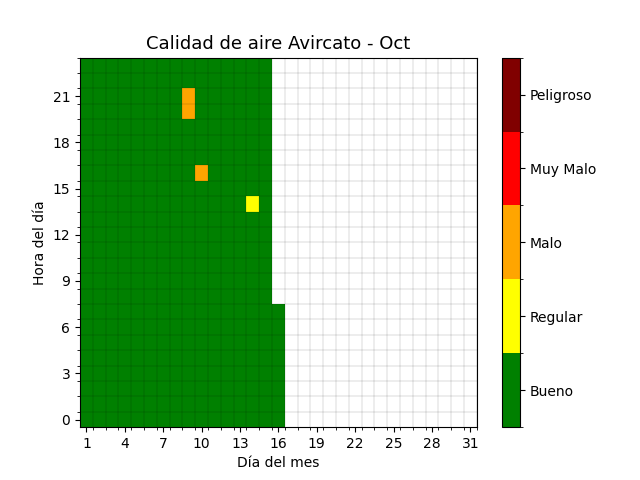 Calidad de aire Avircato - Oct
Hora del día
21
18
15
12
9
6
3
0
1 4 7 10 13 16 19 22 25 28 31
Día del mes
Peligroso
Muy Malo
Malo
Regular
Bueno